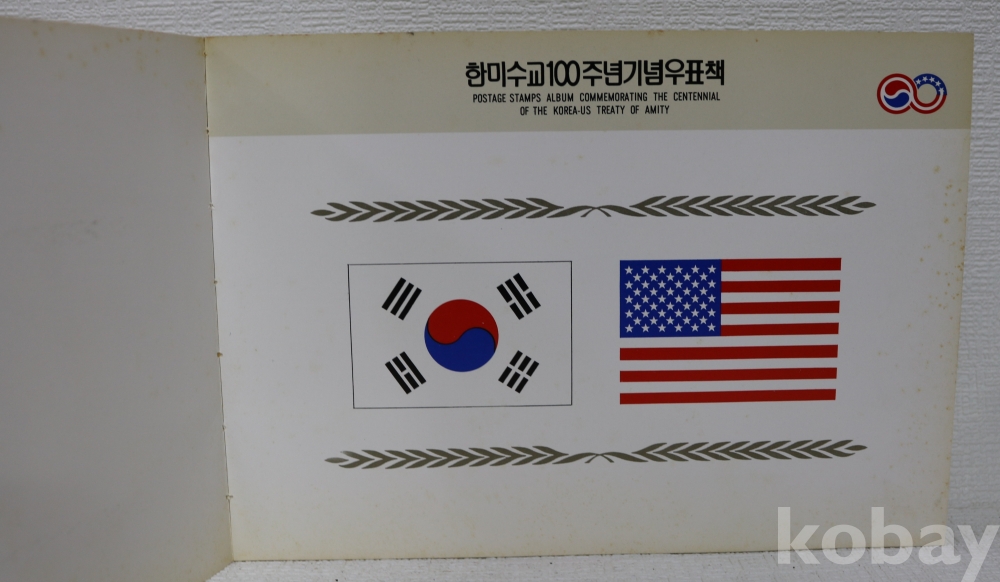 한미수교100주년기념우표책
POSTAGE STAMPS ALBUM COMMEMORATING THE CENTENNIAL
OF THE KOREA-US TREATY OF AMITY
kobay